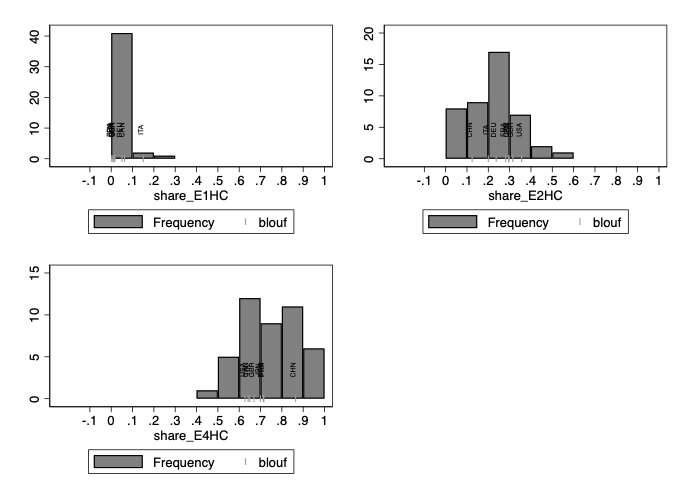 40
30
20
10
0
ITA
-.1 0 .1 .2 .3 .4 .5 .6 .7 .8 .9 1
share_E1HC
Frequency blouf
20
15
10
5
0
CHN ITA DEU USA
-.1 0 .1 .2 .3 .4 .5 .6 .7 .8 .9 1
share_E2HC
Frequency blouf
15
10
5
0
GBR CHN
-.1 0 .1 .2 .3 .4 .5 .6 .7 .8 .9 1
share_E4HC
Frequency blouf